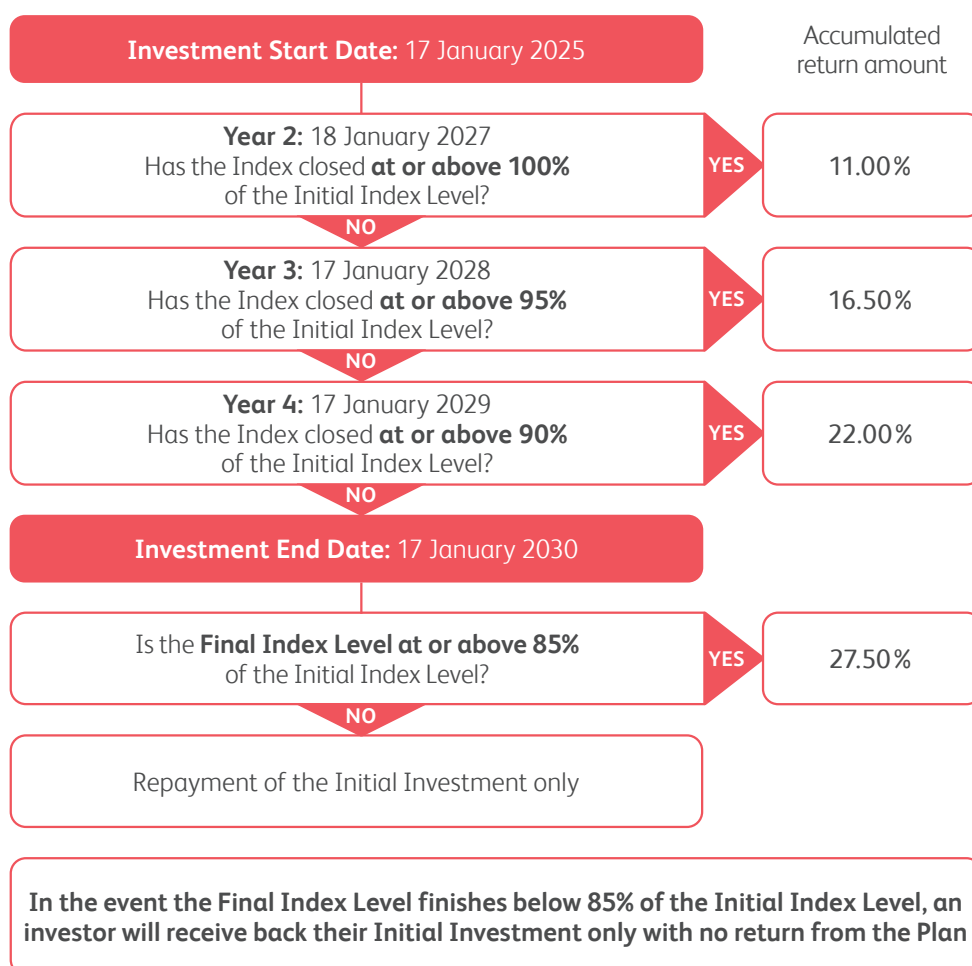 Investment Start Date: 17 January 2025
Accumulated
return amount
Year 2: 18 January 2027
Has the Index closed at or above 100%
of the Initial Index Level?
YES
11.00%
NO
Year 3: 17 January 2028
Has the Index closed at or above 95%
of the Initial Index Level?
YES
16.50%
NO
Year 4: 17 January 2029
Has the Index closed at or above 90%
of the Initial Index Level?
YES
22.00%
NO
Investment End Date: 17 January 2030
Is the Final Index Level at or above 85%
of the Initial Index Level?
YES
27.50%
NO
Repayment of the Initial Investment only
In the event the Final Index Level finishes below 85% of the Initial Index Level, an
investor will receive back their Initial Investment only with no return from the Plan